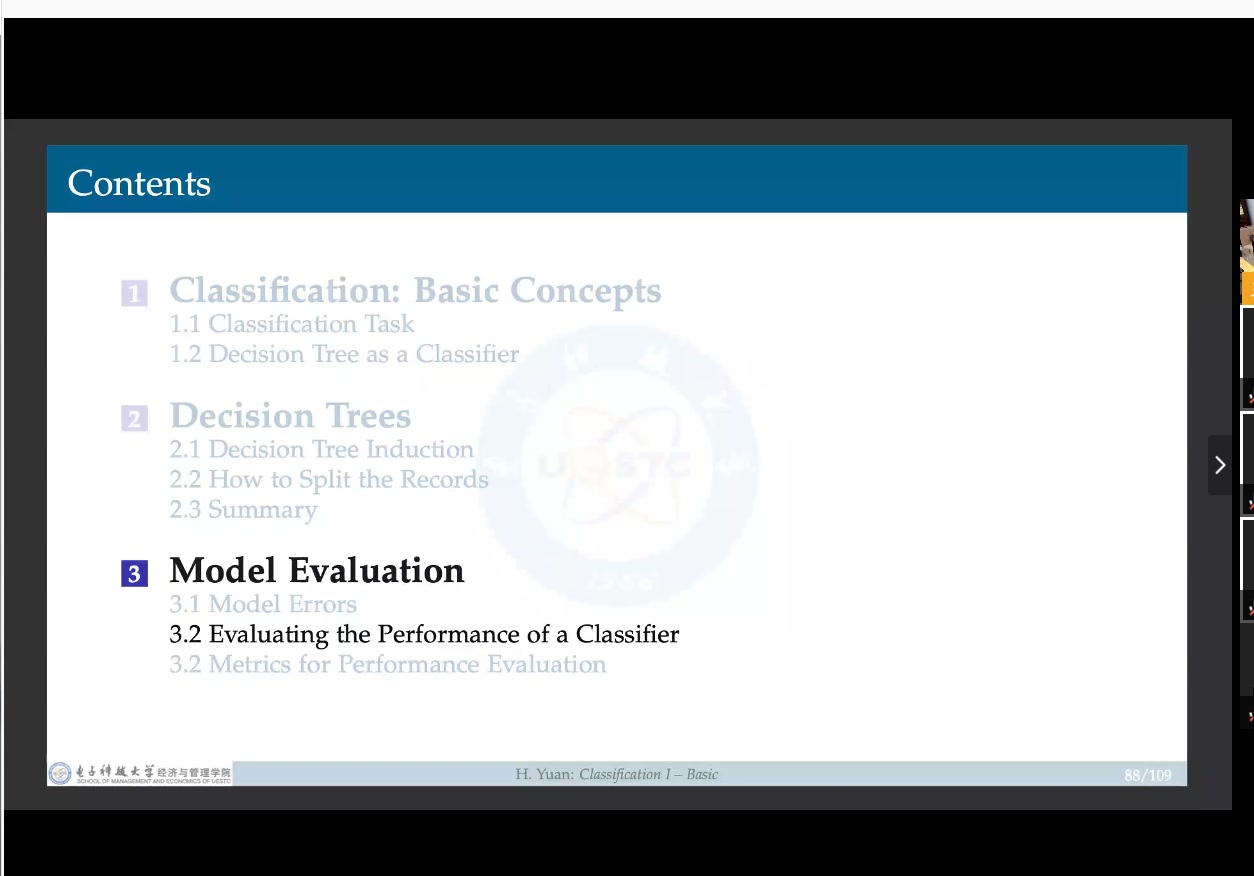 Contents
1 Classification: Basic Concepts
1.1 Classification Task
1.2 Decision Tree as a Classifier
2 Decision Trees
2.1 Decision Tree Induction
2.2 How to Split the Records
2.3 Summary
3 Model Evaluation
3.1 Model Errors
3.2 Evaluating the Performance of a Classifier
3.2 Metrics for Performance Evaluation
UESTC
1956
电子科技大学 经济与管理学院
SCHOOL OF MANAGEMENT AND ECONOMICS OF UESTC
H. Yuan: Classification I – Basic
88/109